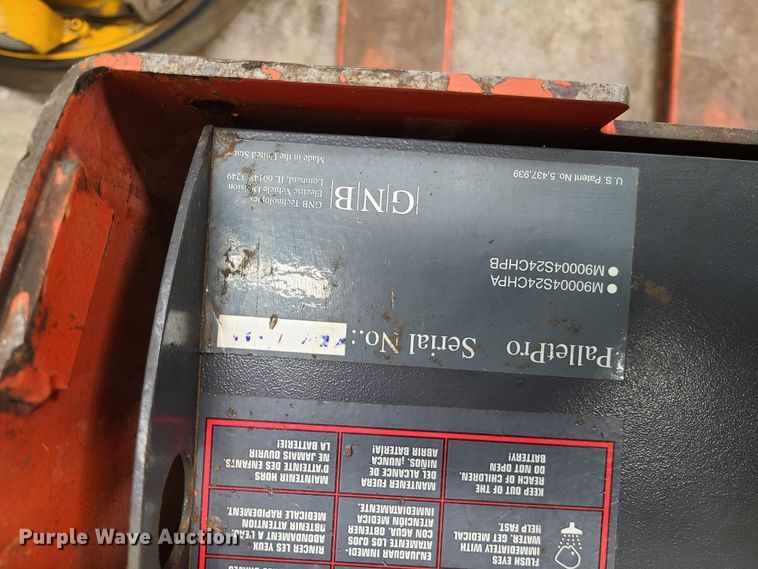 PalletPro Serial No.:
● M90004S24CHPA
● M90004S24CHPB
GNB
GNB Technologies
Electric Vehicle Division
Lombard, IL 60148-3249
Made in the United
U.S. Patent No. 5,437,939
FLUSH EYES
IMMEDIATELY WITH
WATER. GET MEDICAL
HELP FAST.
ENJUAGAR INMEDI-
ATAMENTE LOS OJOS
CON AGUA. OBTENER
ATENCIÓN MÉDICA
INMEDIATAMENTE.
RINCER LES YEUX
ABONDAMMENT À L'EAU.
OBTENIR ATTENTION
MEDICALE RAPIDEMENT.
KEEP OUT OF THE
REACH OF CHILDREN.
DO NOT OPEN
BATTERY!
MANTENER FUERA
DEL ALCANCE DE
NIÑOS. ¡NUNCA
ABRIR BATERÍA!
MAINTENIR HORS
D'ATTEINTE DES ENFANTS.
NE JAMAIS OUVRIR
LA BATTERIE!
Purple Wave Auction